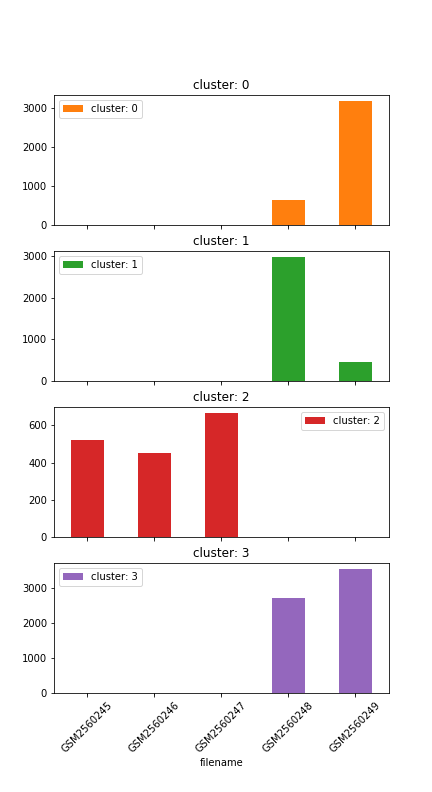 cluster: 0
cluster: 0
3000
2000
1000
0
cluster: 1
cluster: 1
3000
2000
1000
0
cluster: 2
cluster: 2
600
400
200
0
cluster: 3
cluster: 3
3000
2000
1000
0
GSM2560245
GSM2560246
GSM2560247
GSM2560248
GSM2560249
filename